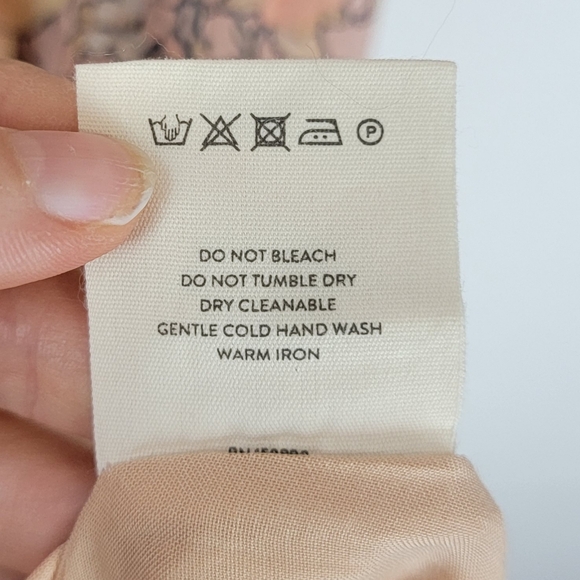 P
DO NOT BLEACH
DO NOT TUMBLE DRY
DRY CLEANABLE
GENTLE COLD HAND WASH
WARM IRON